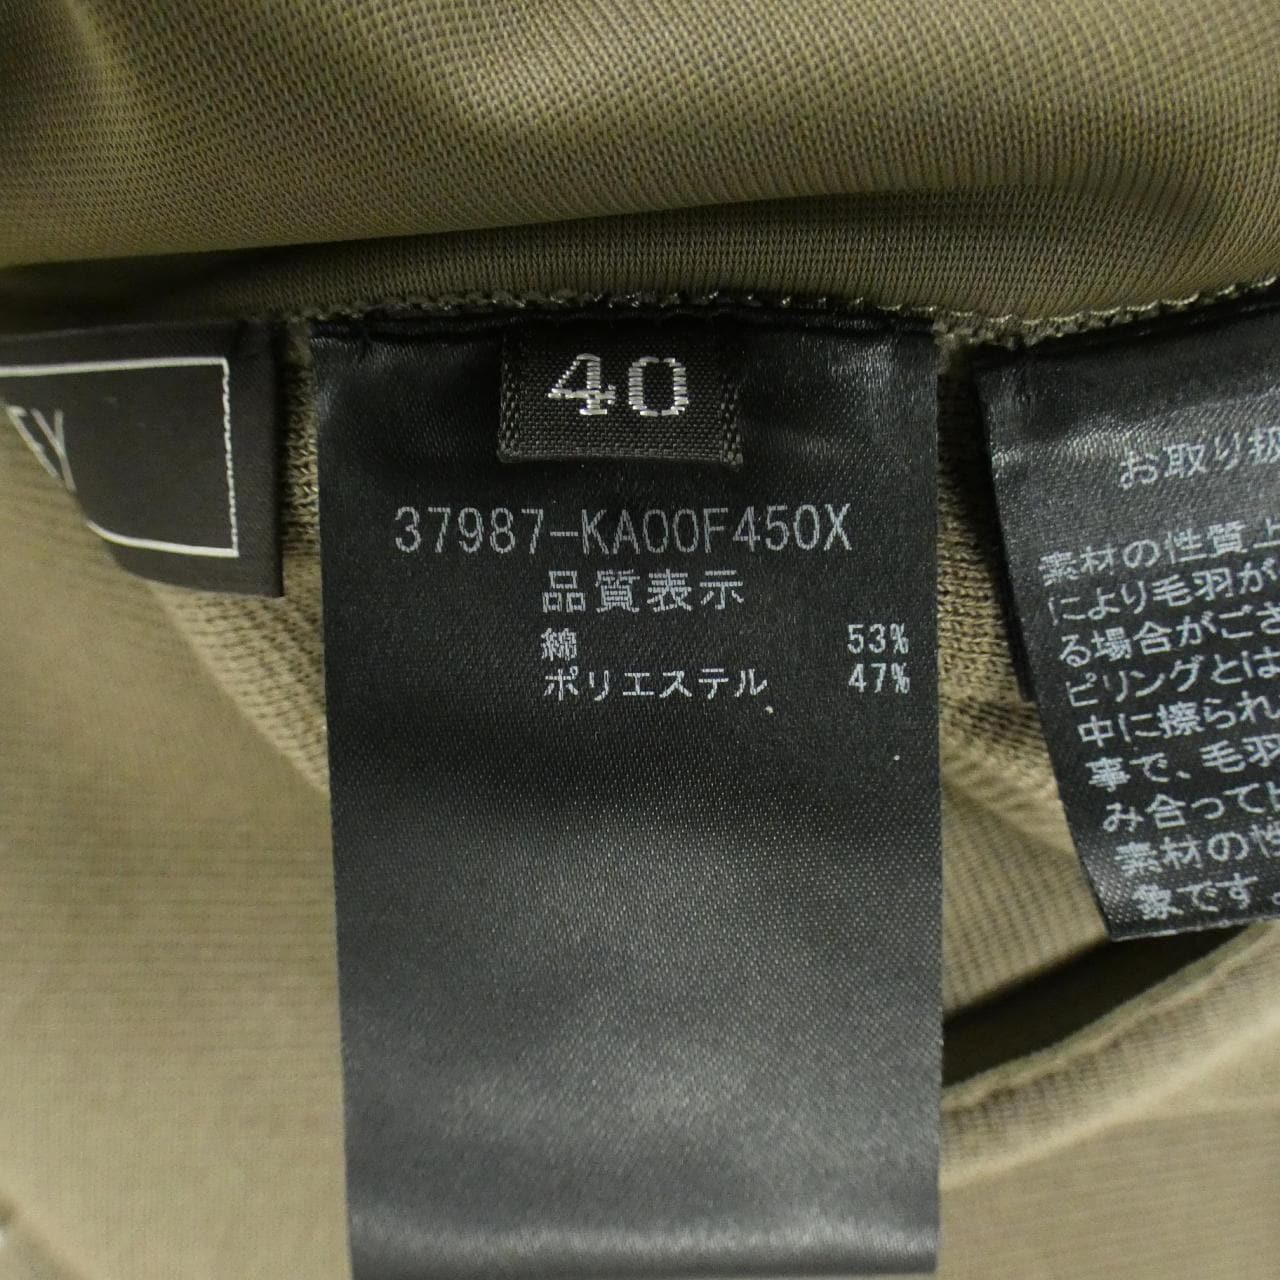 EY
40
37987-KA00F450X
品質表示
綿 53%
ポリエステル 47%
お取り扱
素材の性質上
により毛羽が
る場合がござ
ピリングとは
中に擦られ
事で、毛羽
み合って
素材の性
象です。